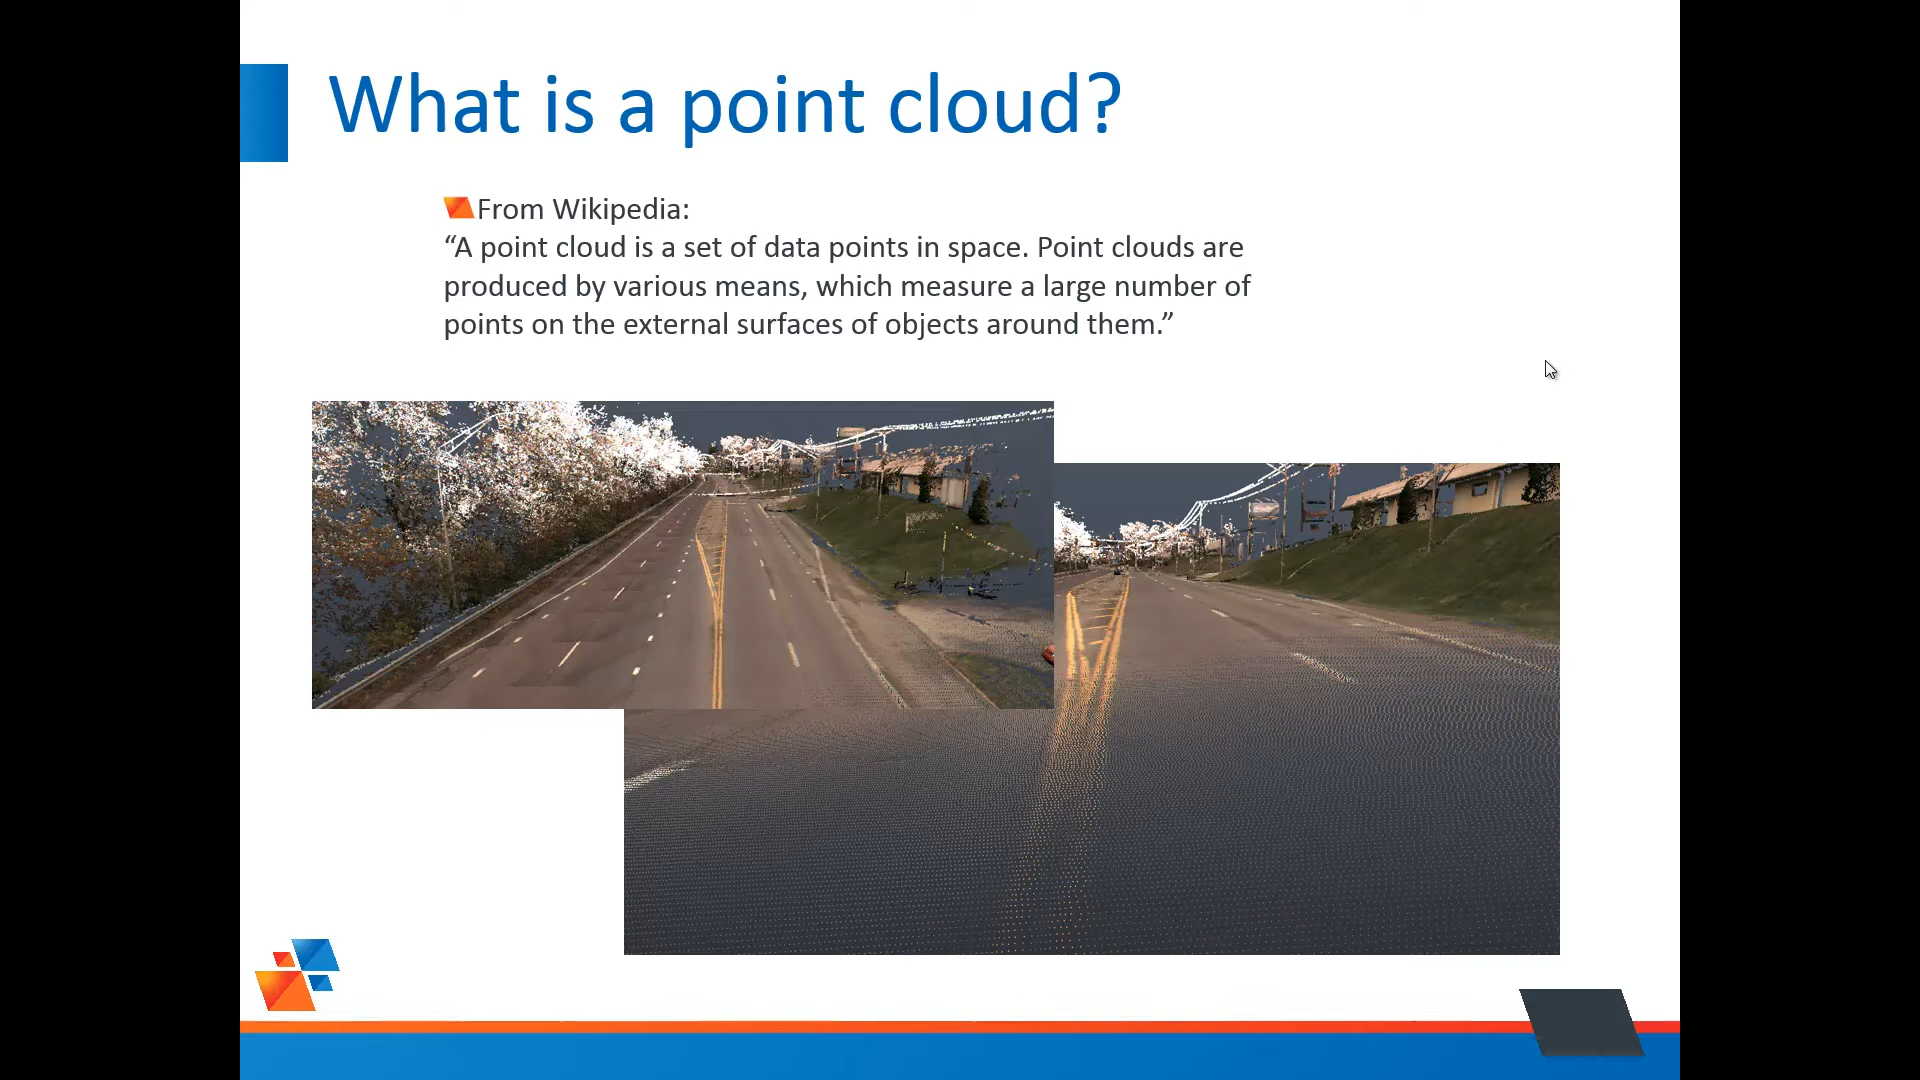 What is a point cloud?
From Wikipedia:
“A point cloud is a set of data points in space. Point clouds are
produced by various means, which measure a large number of
points on the external surfaces of objects around them.”